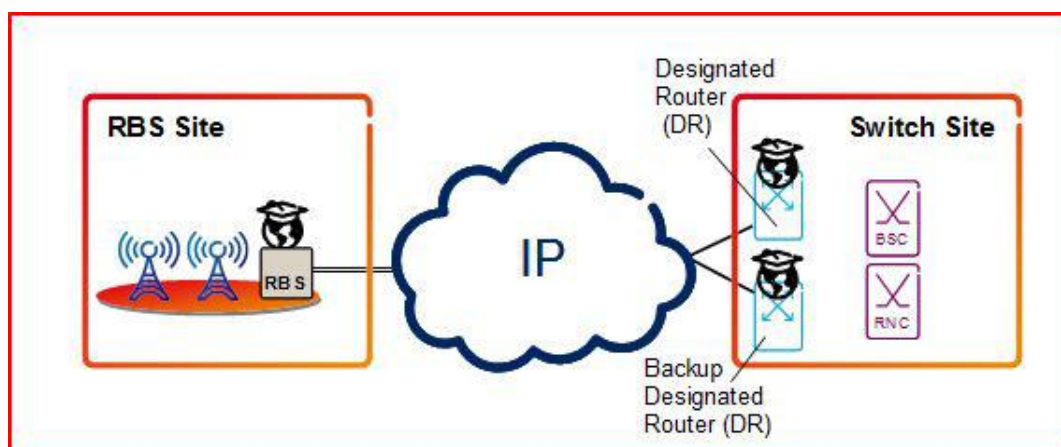 RBS Site
RBS
IP
Designated
Router
(DR)
Switch Site
BSC
RNC
Backup
Designated
Router (DR)